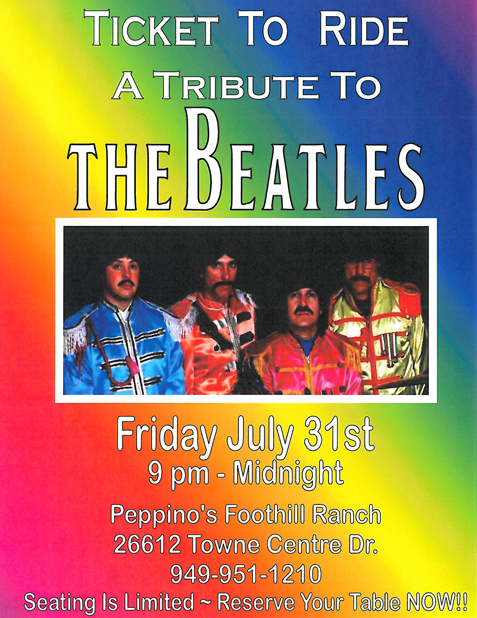 TICKET TO RIDE
A TRIBUTE TO
THE BEATLES
Friday July 31st
9 pm - Midnight
Peppino's Foothill Ranch
26612 Towne Centre Dr.
949-951-1210
Seating Is Limited ~ Reserve Your Table NOW!!